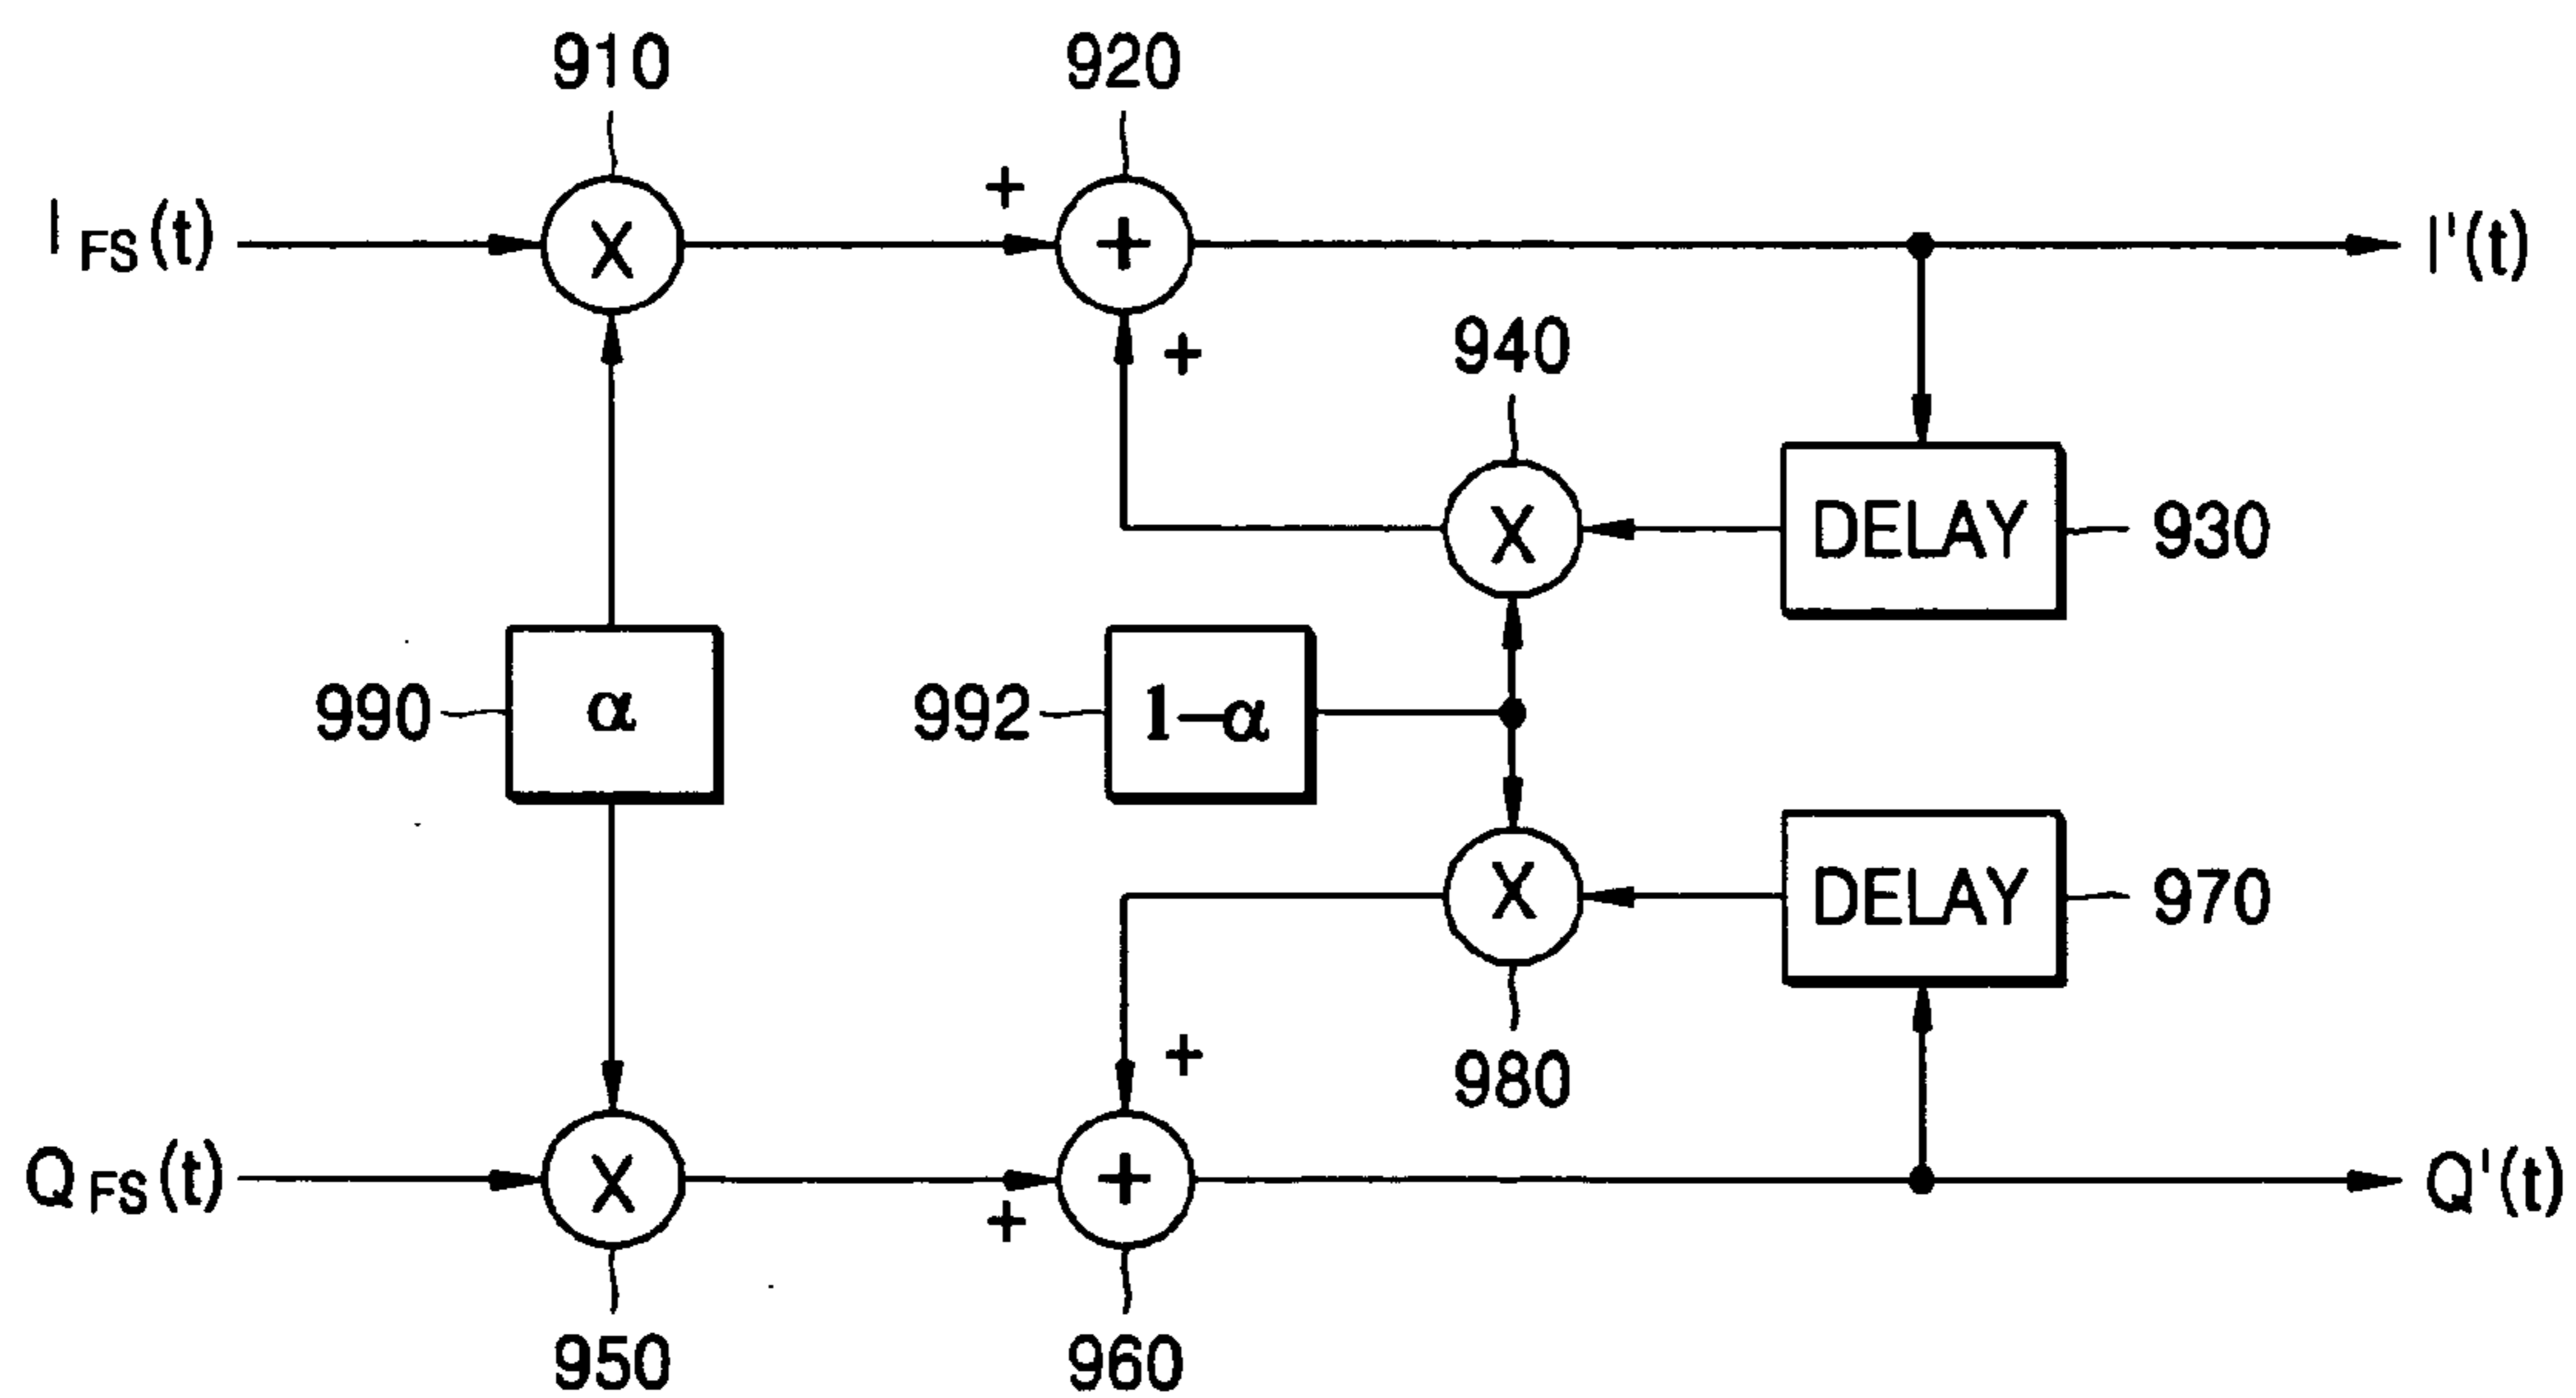 910
920
I FS (t)
+
X
+
I'(t)
+
940
X
DELAY
930
990
α
992
1-α
X
DELAY
970
+
980
Q FS (t)
X
+
+
Q'(t)
950
960